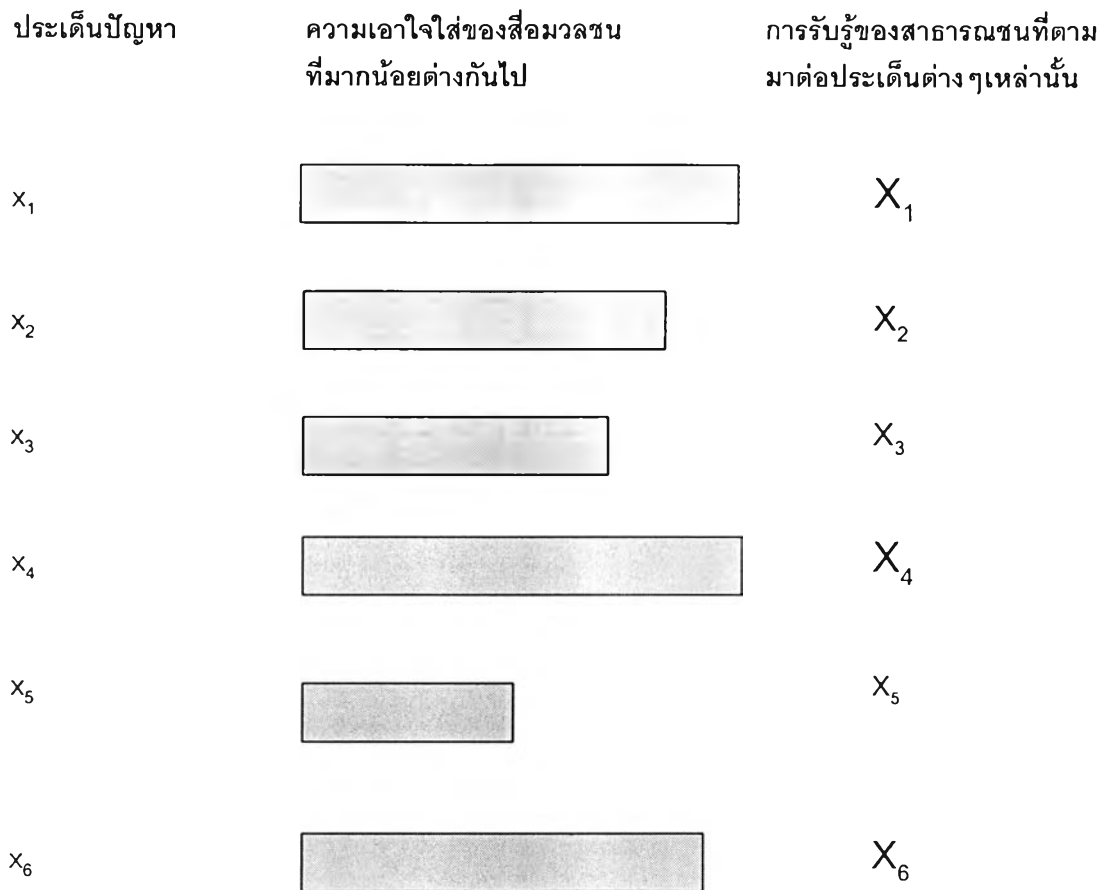 ประเด็นปัญหา ความเอาใจใส่ของสื่อมวลชน การรับรู้ของสาธารณชนที่ตาม
ที่มากน้อยต่างกันไป มาต่อประเด็นต่างๆเหล่านั้น
X₁ X₁
X₂ X₂
X₃ X₃
X₄ X₄
X₅ X₅
X₆ X₆